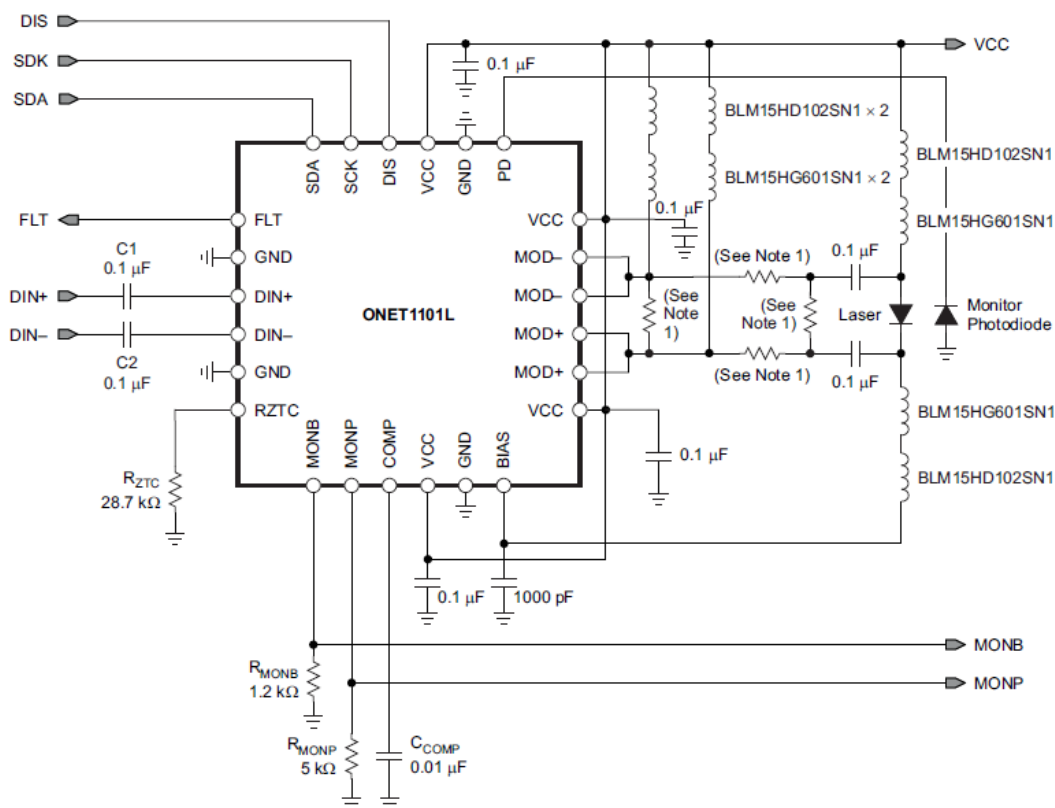 DIS
SDK
SDA
VCC
0.1 µF
BLM15HD102SN1 × 2
BLM15HD102SN1
SDA
SCK
DIS
VCC
GND
PD
BLM15HG601SN1 × 2
FLT
FLT
VCC
0.1 µF
BLM15HG601SN1
C1
0.1 µF
GND
MOD–
(See Note 1)
0.1 µF
DIN+
DIN+
ONET1101L
MOD–
(See
Note
1)
(See
Note 1)
Laser
Monitor
Photodiode
DIN–
DIN–
MOD+
C2
0.1 µF
GND
MOD+
(See Note 1)
0.1 µF
RZTC
VCC
BLM15HG601SN1
MONB
MONP
COMP
VCC
GND
BIAS
0.1 µF
BLM15HD102SN1
RZTC
28.7 kΩ
0.1 µF
1000 pF
MONB
RMONB
1.2 kΩ
MONP
RMONP
5 kΩ
CCOMP
0.01 µF